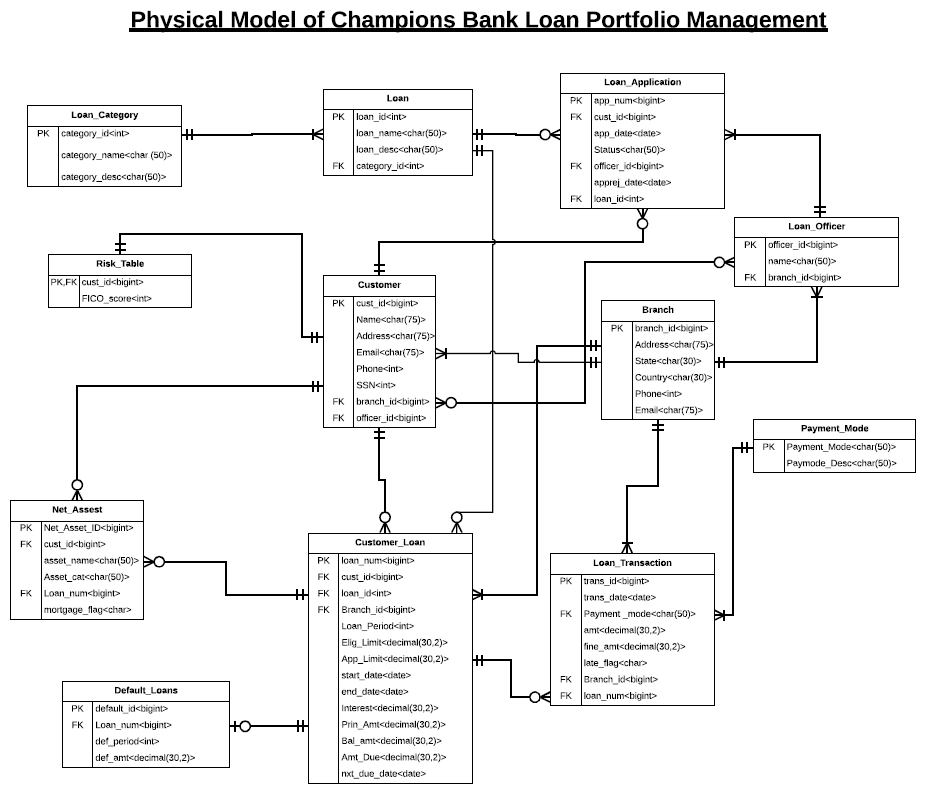 Physical Model of Champions Bank Loan Portfolio Management
Loan_Category
PK category_id<int>
category_name<char (50)>
category_desc<char(50)>
Loan
PK loan_id<int>
loan_name<char(50)>
loan_desc<char(50)>
FK category_id<int>
Loan_Application
PK app_num<bigint>
FK cust_id<bigint>
app_date<date>
Status<char(50)>
FK officer_id<bigint>
apprej_date<date>
FK loan_id<int>
Loan_Officer
PK officer_id<bigint>
name<char(50)>
FK branch_id<bigint>
Risk_Table
PK,FK cust_id<bigint>
FICO_score<int>
Customer
PK cust_id<bigint>
Name<char(75)>
Address<char(75)>
Email<char(75)>
Phone<int>
SSN<int>
FK branch_id<bigint>
FK officer_id<bigint>
Branch
PK branch_id<bigint>
Address<char(75)>
State<char(30)>
Country<char(30)>
Phone<int>
Email<char(75)>
Payment_Mode
PK Payment_Mode<char(50)>
Paymode_Desc<char(50)>
Net_Assest
PK Net_Asset_ID<bigint>
FK cust_id<bigint>
asset_name<char(50)>
Asset_cat<char(50)>
FK Loan_num<bigint>
mortgage_flag<char>
Customer_Loan
PK loan_num<bigint>
FK cust_id<bigint>
FK loan_id<int>
FK Branch_id<bigint>
Loan_Period<int>
Elig_Limit<decimal(30,2)>
App_Limit<decimal(30,2)>
start_date<date>
end_date<date>
Interest<decimal(30,2)>
Prin_Amt<decimal(30,2)>
Bal_amt<decimal(30,2)>
Amt_Due<decimal(30,2)>
nxt_due_date<date>
Loan_Transaction
PK trans_id<bigint>
trans_date<date>
FK Payment _mode<char(50)>
amt<decimal(30,2)>
fine_amt<decimal(30,2)>
late_flag<char>
FK Branch_id<bigint>
FK loan_num<bigint>
Default_Loans
PK default_id<bigint>
FK Loan_num<bigint>
def_period<int>
def_amt<decimal(30,2)>